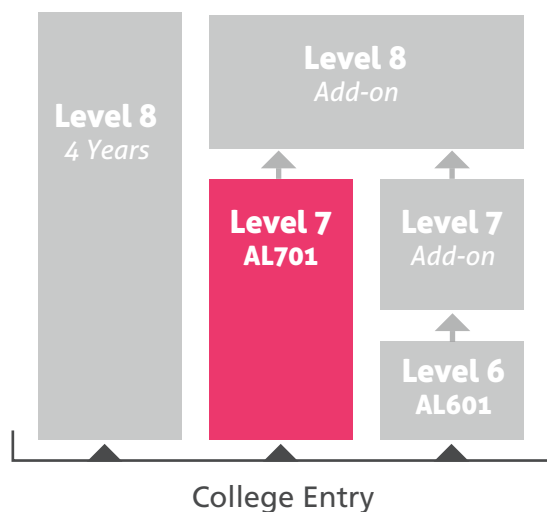 Level 8
4 Years
Level 8
Add-on
Level 7
AL701
Level 7
Add-on
Level 6
AL601
College Entry